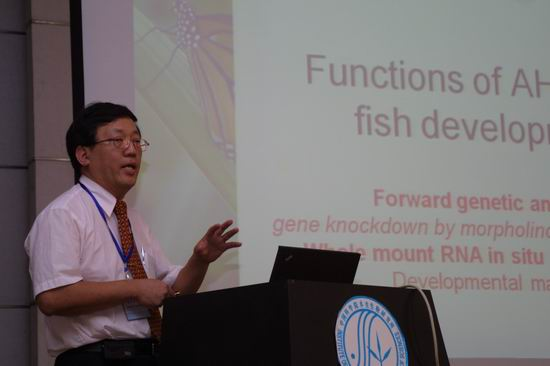 Functions of AH
fish developm
Forward genetic an
gene knockdown by morpholino
Whole mount RNA in situ
Developmental ma